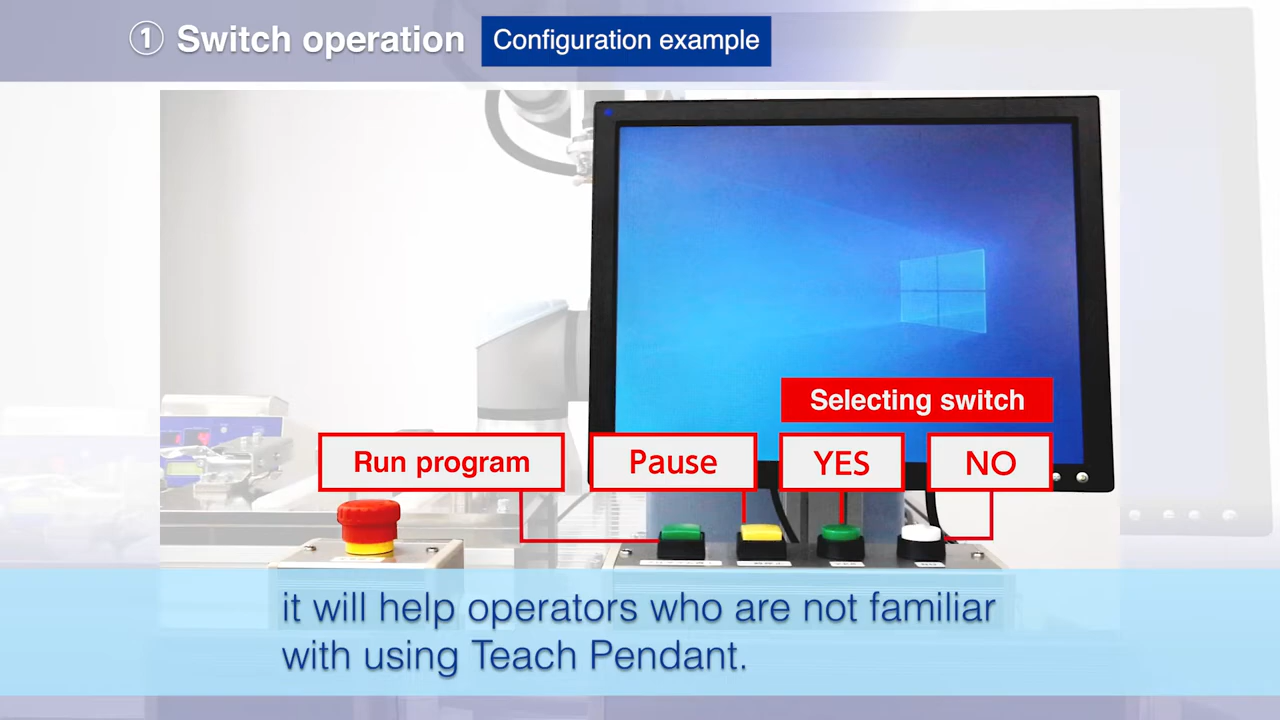 ① Switch operation
Configuration example
Selecting switch
Run program
Pause
YES
NO
it will help operators who are not familiar
with using Teach Pendant.